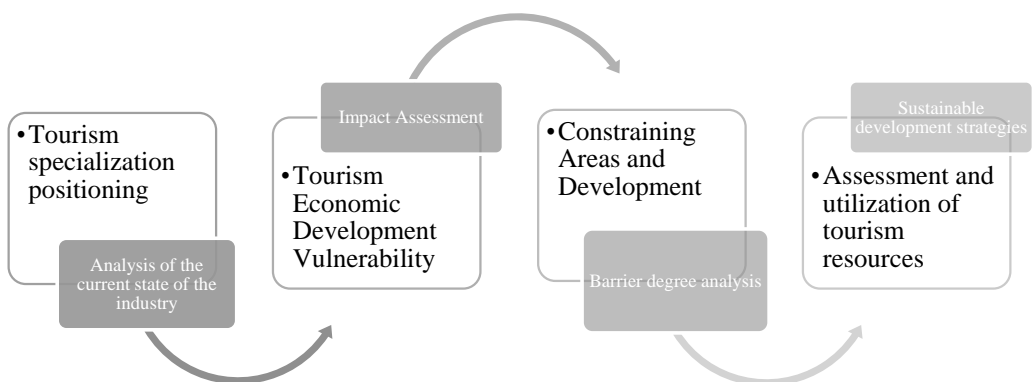 •Tourism
specialization
positioning
Analysis of the
current state of the
industry
Impact Assessment
•Tourism
Economic
Development
Vulnerability
•Constraining
Areas and
Development
Barrier degree analysis
Sustainable
development strategies
•Assessment and
utilization of
tourism
resources